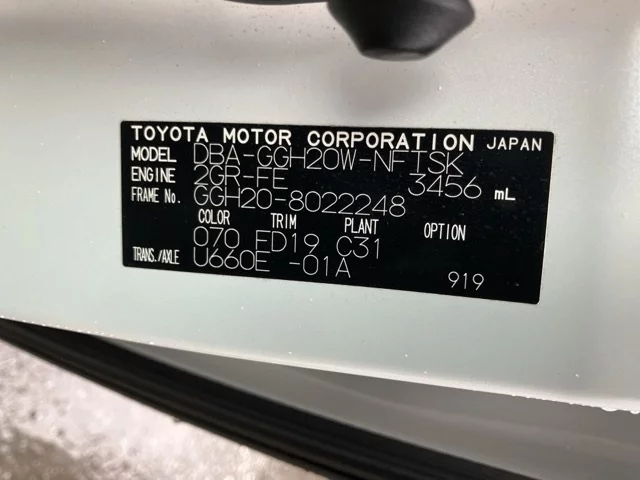 TOYOTA MOTOR CORPORATION JAPAN
MODEL DBA-GGH20W-NFTSK
ENGINE 2GR-FE 3456 mL
FRAME No. GGH20-8022248
COLOR TRIM PLANT OPTION
070 FD19 C31
TRANS./AXLE U660E -01A 919